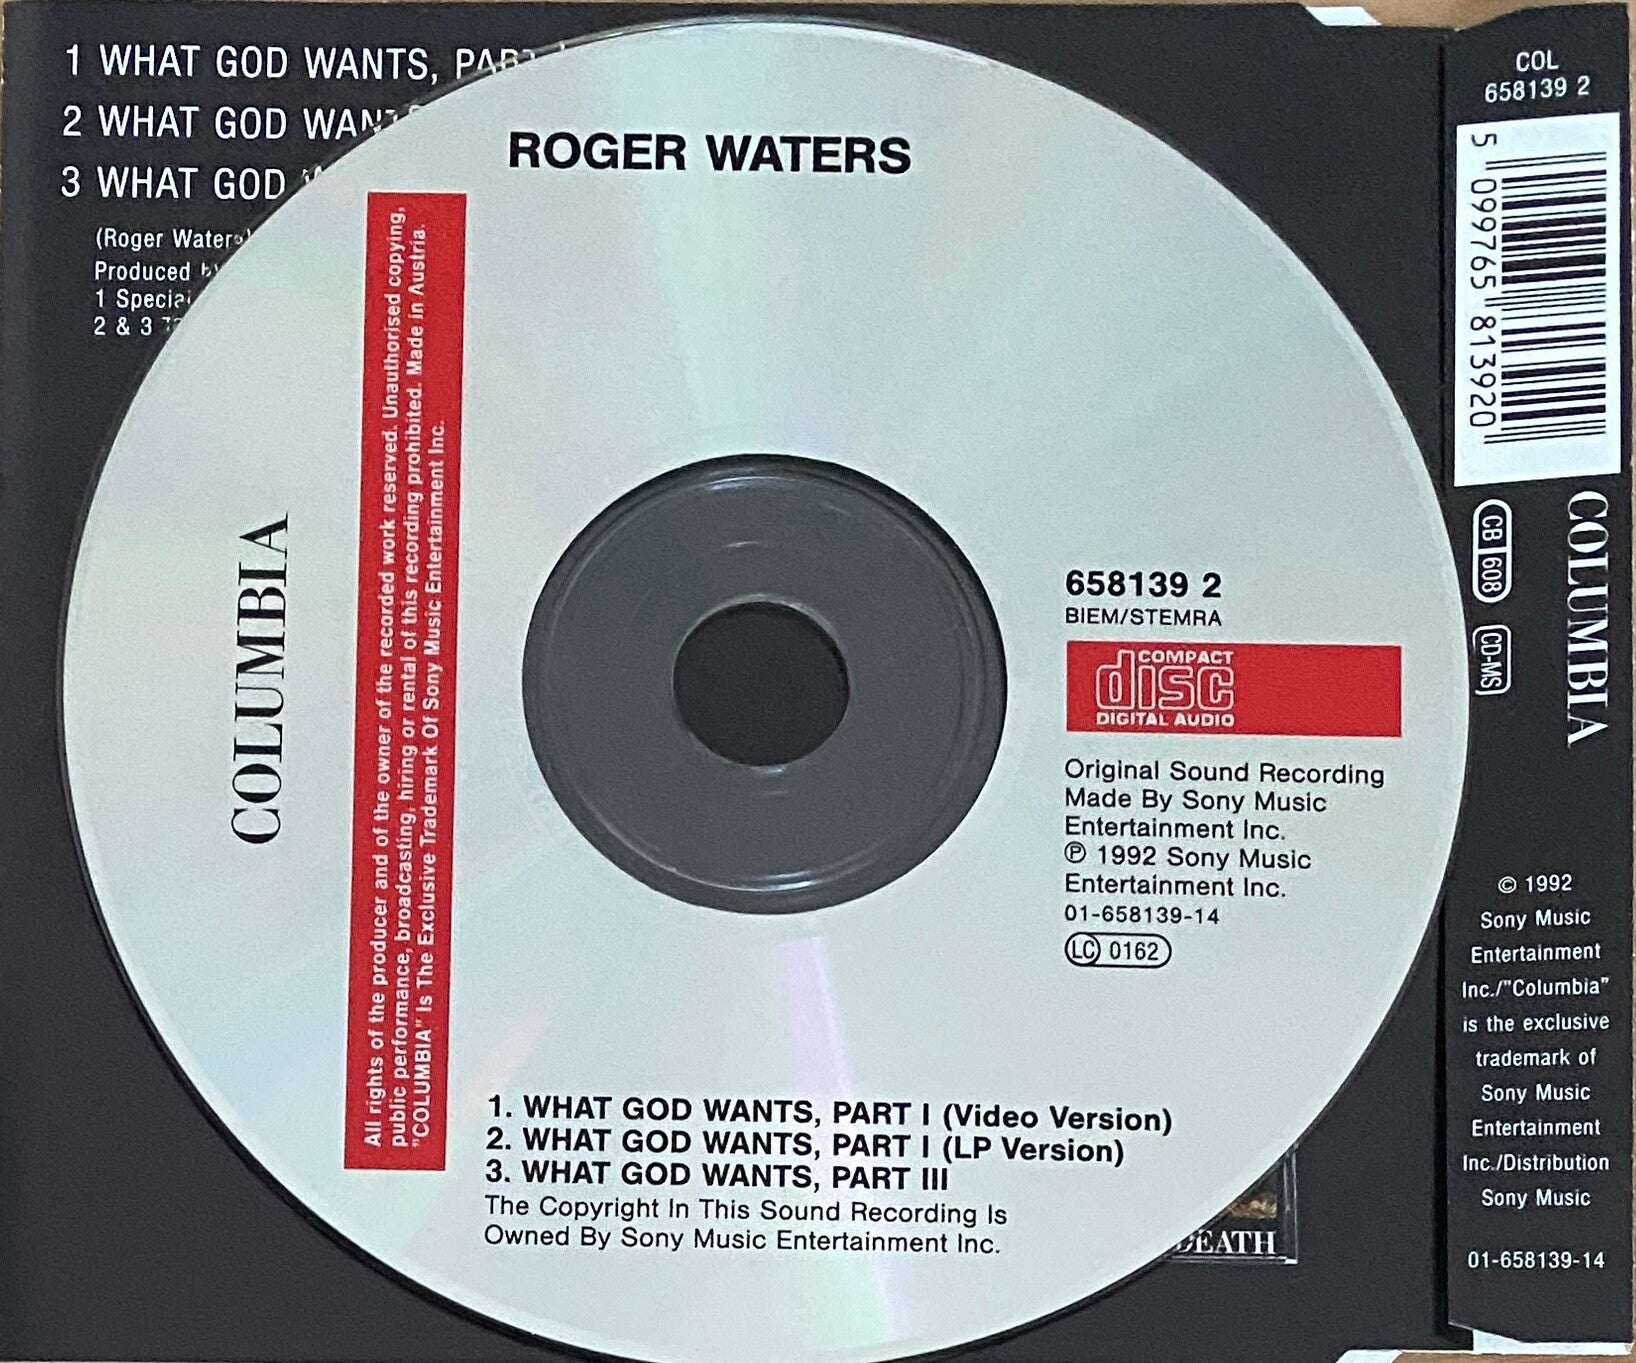 1 WHAT GOD WANTS, PART
2 WHAT GOD WANTS
3 WHAT GOD
(Roger Waters)
Produced by
1 Special
2 & 3
ROGER WATERS
COLUMBIA
All rights of the producer and of the owner of the recorded work reserved. Unauthorised copying,
public performance, broadcasting, hiring or rental of this recording prohibited. Made in Austria.
"COLUMBIA" Is The Exclusive Trademark Of Sony Music Entertainment Inc.
658139 2
BIEM/STEMRA
COMPACT
disc
DIGITAL AUDIO
Original Sound Recording
Made By Sony Music
Entertainment Inc.
℗ 1992 Sony Music
Entertainment Inc.
01-658139-14
LC 0162
1. WHAT GOD WANTS, PART I (Video Version)
2. WHAT GOD WANTS, PART I (LP Version)
3. WHAT GOD WANTS, PART III
The Copyright In This Sound Recording Is
Owned By Sony Music Entertainment Inc.
DEATH
COL
658139 2
5 099765 813920
CB 608
CD-MS
COLUMBIA
© 1992
Sony Music
Entertainment
Inc./"Columbia"
is the exclusive
trademark of
Sony Music
Entertainment
Inc./Distribution
Sony Music
01-658139-14